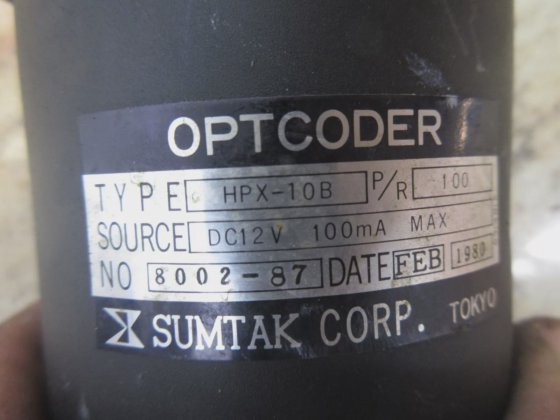 OPTCODER
TYPE HPX-10B P/R 100
SOURCE DC12V 100mA MAX
NO 8002-87 DATE FEB 1980
SUMTAK CORP. TOKYO